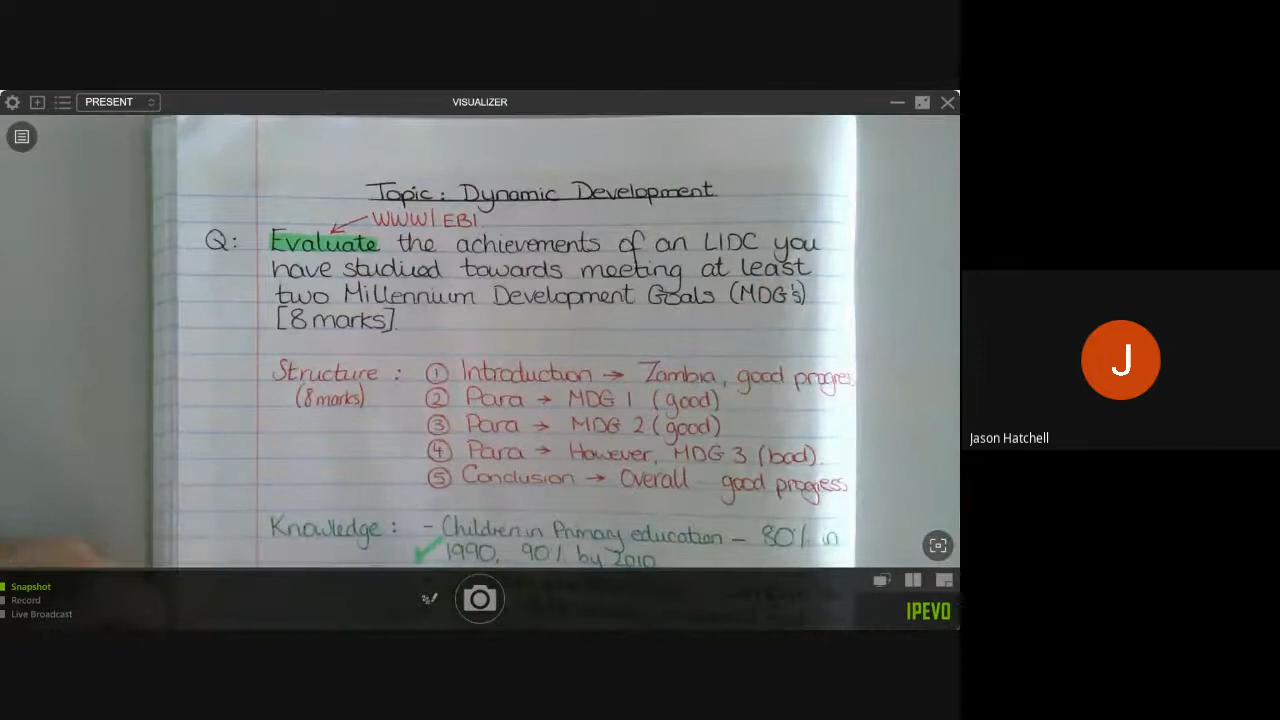 PRESENT
VISUALIZER
Topic: Dynamic Development
WWW/EBI
Q: Evaluate the achievements of an LIDC you
have studied towards meeting at least
two Millennium Development Goals (MDG's)
[8 marks].
Structure : ① Introduction → Zambia, good progres
(8 marks) ② Para → MDG 1 (good)
③ Para → MDG 2 (good)
④ Para → However, MDG 3 (bad).
⑤ Conclusion → Overall good progress
Knowledge : - Children in Primary education – 80% in
1990, 90% by 2010
Snapshot
Record
Live Broadcast
IPEVO
J
Jason Hatchell